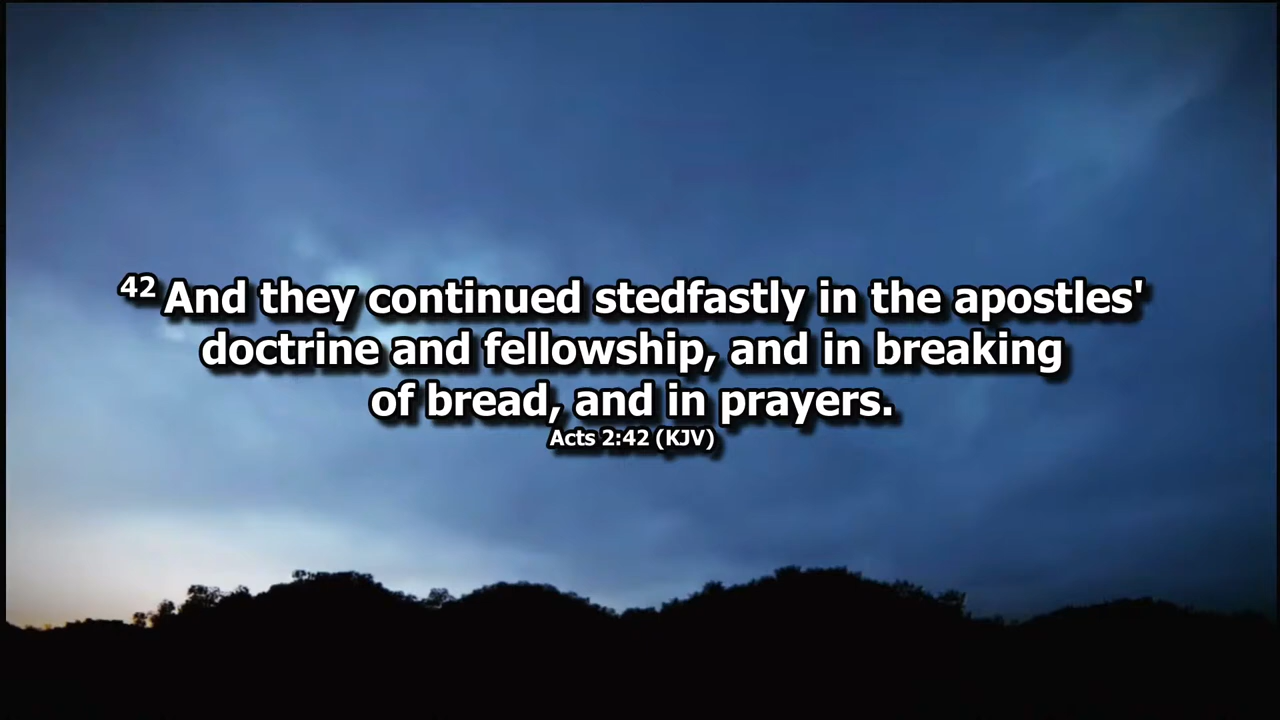 42 And they continued stedfastly in the apostles'
doctrine and fellowship, and in breaking
of bread, and in prayers.
Acts 2:42 (KJV)